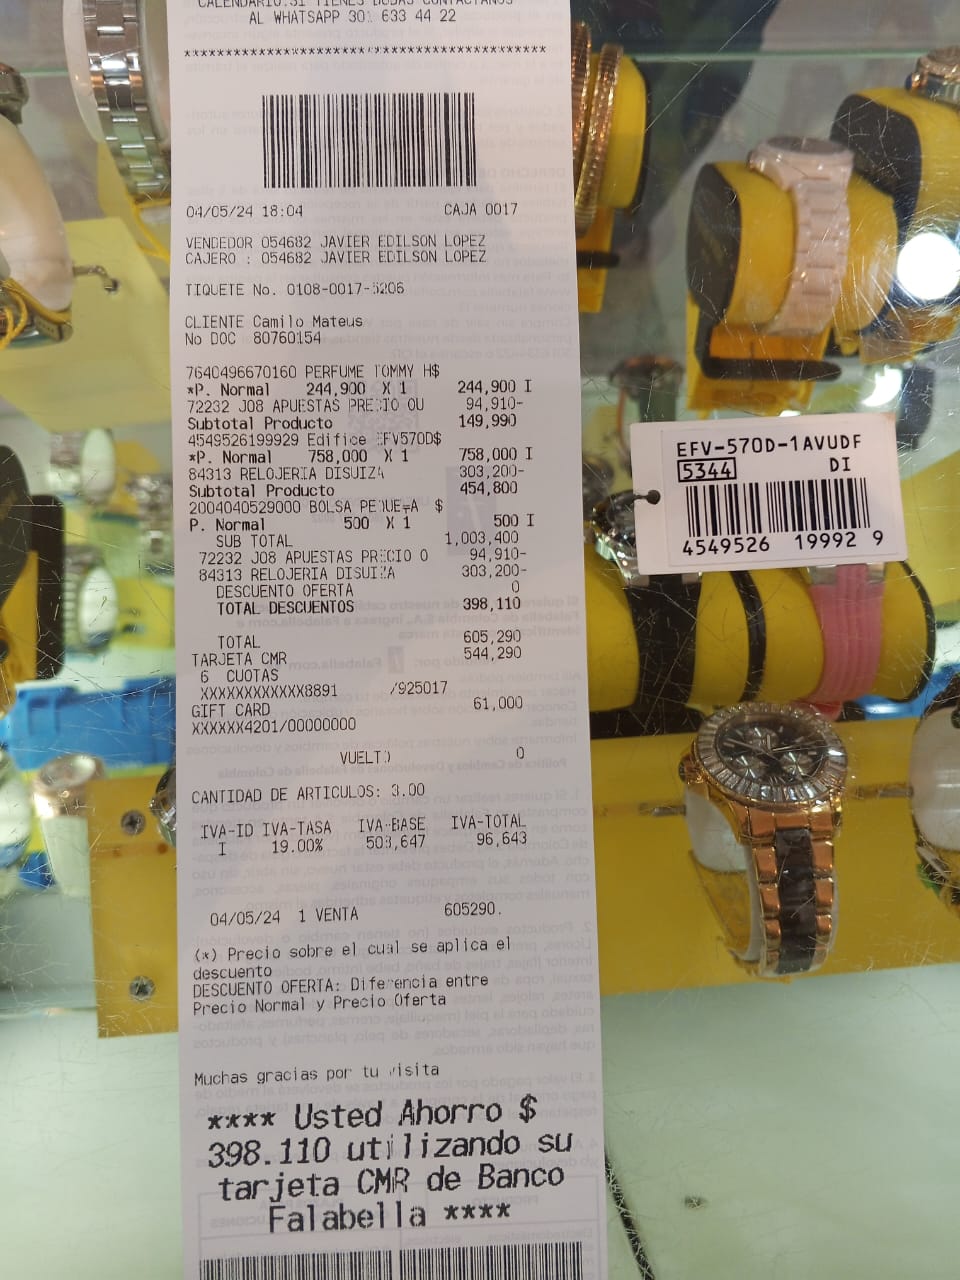 CALENDARIO.SI TIENES DUDAS CONTACTANOS
AL WHATSAPP 301 633 44 22
****************************************
04/05/24 18:04 CAJA 0017
VENDEDOR 054682 JAVIER EDILSON LOPEZ
CAJERO : 054682 JAVIER EDILSON LOPEZ
TIQUETE No. 0108-0017-5206
CLIENTE Camilo Mateus
No DOC 80760154
7640496670160 PERFUME TOMMY H$
*P. Normal 244,900 X 1 244,900 I
72232 J08 APUESTAS PRECIO OU 94,910-
Subtotal Producto 149,990
4549526199929 Edifice EFV570D$
*P. Normal 758,000 X 1 758,000 I
84313 RELOJERIA DISUIZA 303,200-
Subtotal Producto 454,800
2004040529000 BOLSA PEQUEÑA $
P. Normal 500 X 1 500 I
SUB TOTAL 1,003,400
72232 J08 APUESTAS PRECIO O 94,910-
84313 RELOJERIA DISUIZA 303,200-
DESCUENTO OFERTA 0
TOTAL DESCUENTOS 398,110
TOTAL 605,290
TARJETA CMR 544,290
6 CUOTAS
XXXXXXXXXXXX8891 /925017
GIFT CARD 61,000
XXXXXX4201/00000000
VUELTO 0
CANTIDAD DE ARTICULOS: 3.00
IVA-ID IVA-TASA IVA-BASE IVA-TOTAL
I 19.00% 508,647 96,643
04/05/24 1 VENTA 605290.
(*) Precio sobre el cual se aplica el
descuento
DESCUENTO OFERTA: Diferencia entre
Precio Normal y Precio Oferta
Muchas gracias por tu visita
**** Usted Ahorro $
398.110 utilizando su
tarjeta CMR de Banco
Falabella ****
EFV-570D-1AVUDF
5344 DI
4549526 19992 9